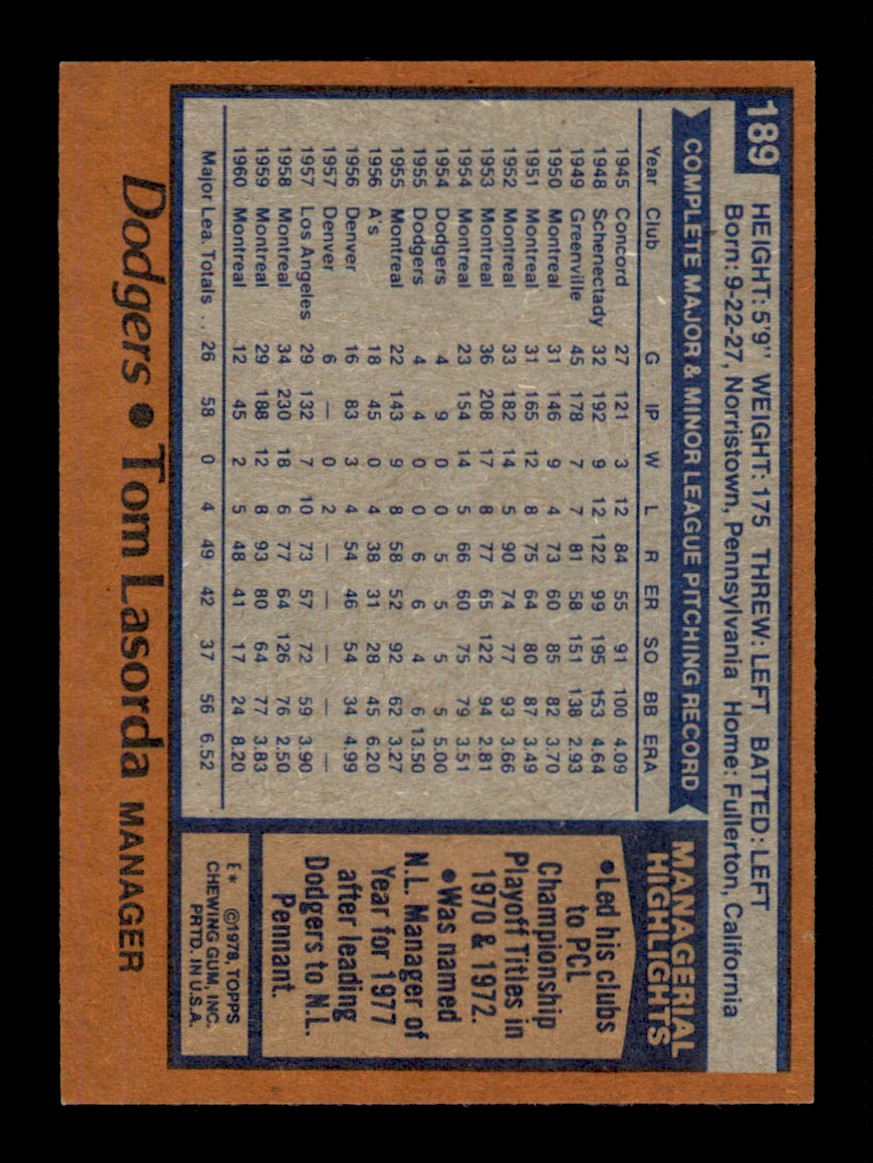 189
HEIGHT: 5'9" WEIGHT: 175 THREW: LEFT BATTED: LEFT
Born: 9-22-27, Norristown, Pennsylvania Home: Fullerton, California
COMPLETE MAJOR & MINOR LEAGUE PITCHING RECORD
Year Club G IP W L R ER SO BB ERA
1945 Concord 27 121 3 12 84 55 91 100 4.09
1948 Schenectady 32 192 9 12 122 99 195 153 4.64
1949 Greenville 45 178 7 7 81 58 151 138 2.93
1950 Montreal 31 146 9 4 73 60 85 82 3.70
1951 Montreal 31 165 12 8 75 64 80 87 3.49
1952 Montreal 33 182 14 5 90 74 77 93 3.66
1953 Montreal 36 208 17 8 77 65 122 94 2.81
1954 Montreal 23 154 14 5 66 60 75 79 3.51
1954 Dodgers 4 9 0 0 5 5 5 5 5.00
1955 Dodgers 4 4 0 0 6 6 4 6 13.50
1955 Montreal 22 143 9 8 58 52 92 62 3.27
1956 A's 18 45 0 4 38 31 28 45 6.20
1956 Denver 16 83 3 4 54 46 54 34 4.99
1957 Denver 6 — 0 2 — — — — —
1957 Los Angeles 29 132 7 10 73 57 72 59 3.90
1958 Montreal 34 230 18 6 77 64 126 76 2.50
1959 Montreal 29 188 12 8 93 80 64 77 3.83
1960 Montreal 12 45 2 5 48 41 17 24 8.20
Major Lea. Totals . . 26 58 0 4 49 42 37 56 6.52
MANAGERIAL
HIGHLIGHTS
•Led his clubs
to PCL
Championship
Playoff Titles in
1970 & 1972.
•Was named
N.L. Manager of
Year for 1977
after leading
Dodgers to N.L.
Pennant.
E* ©1978, TOPPS
CHEWING GUM, INC.
PRTD. IN U.S.A.
Dodgers • Tom Lasorda MANAGER